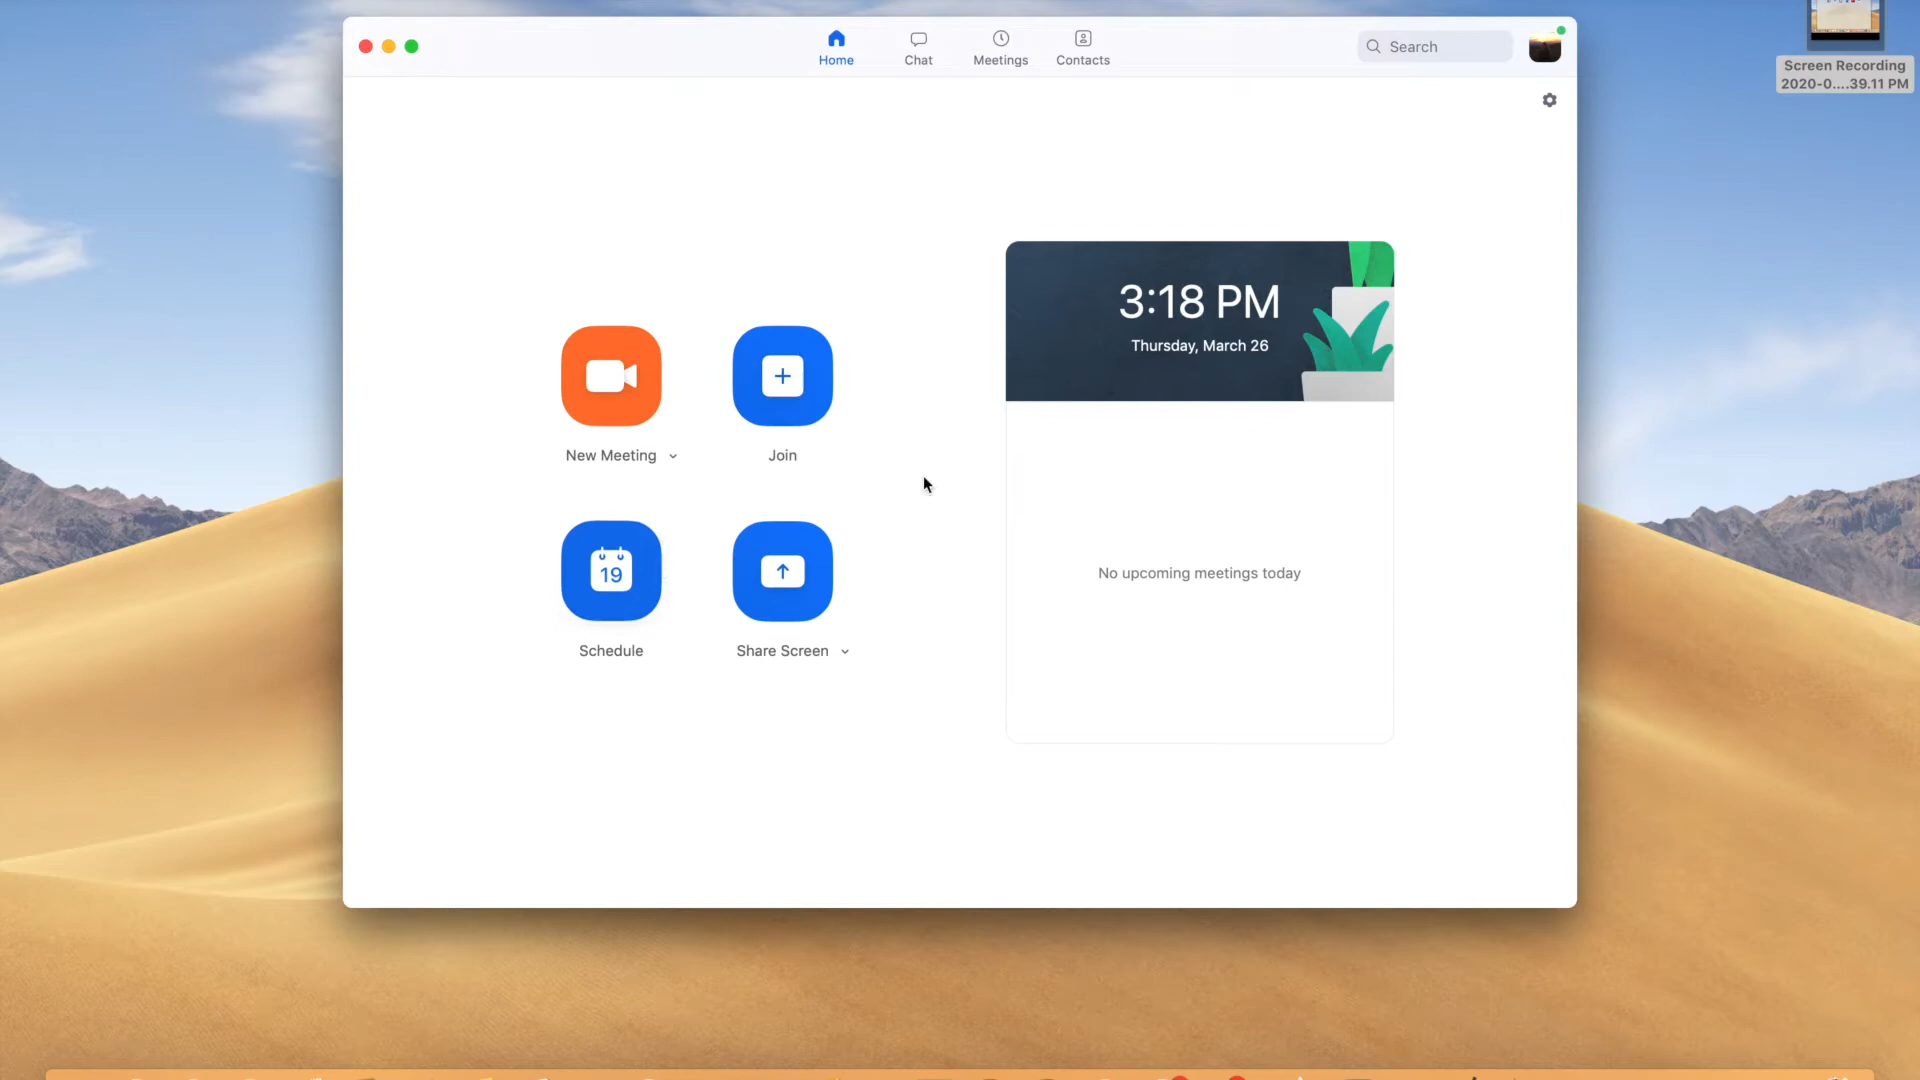 Home
Chat
Meetings
Contacts
Search
Screen Recording
2020-0....39.11 PM
3:18 PM
Thursday, March 26
New Meeting
Join
19
Schedule
Share Screen
No upcoming meetings today